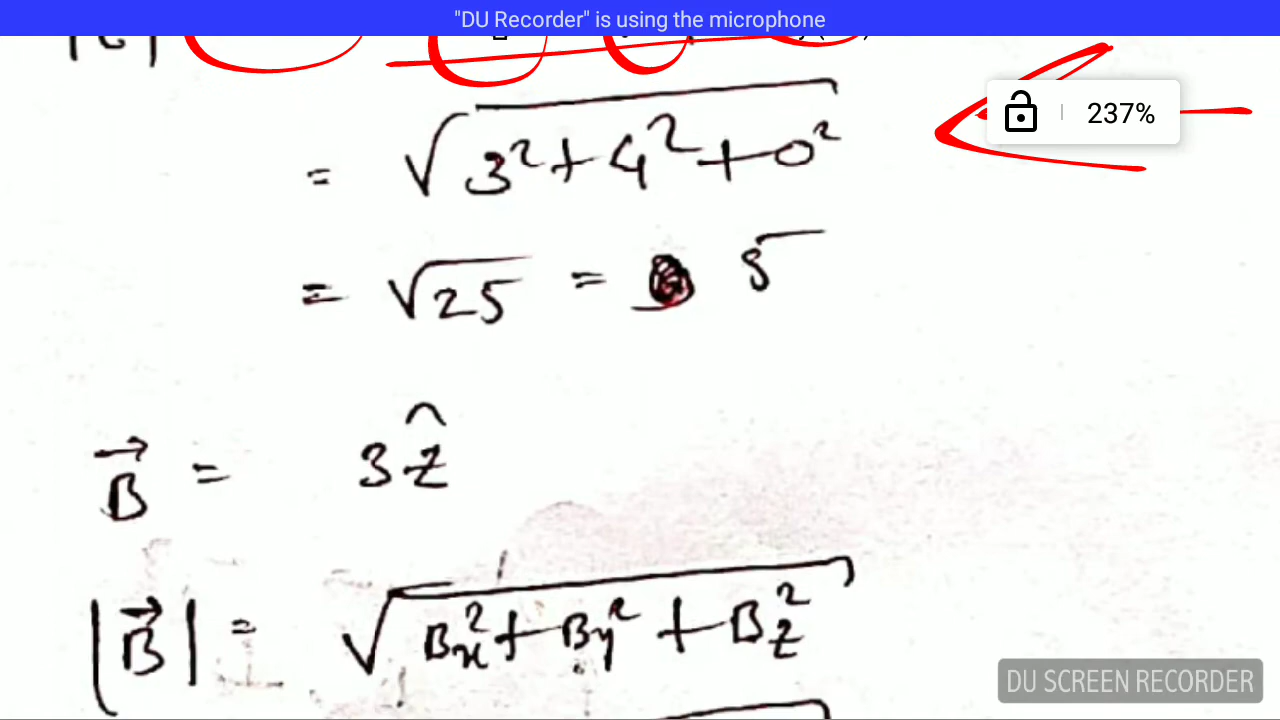 "DU Recorder" is using the microphone
237%
= √3²+4²+0²
= √25 = 5
B⃗ = 3ẑ
|B⃗| = √Bx²+By²+Bz²
DU SCREEN RECORDER